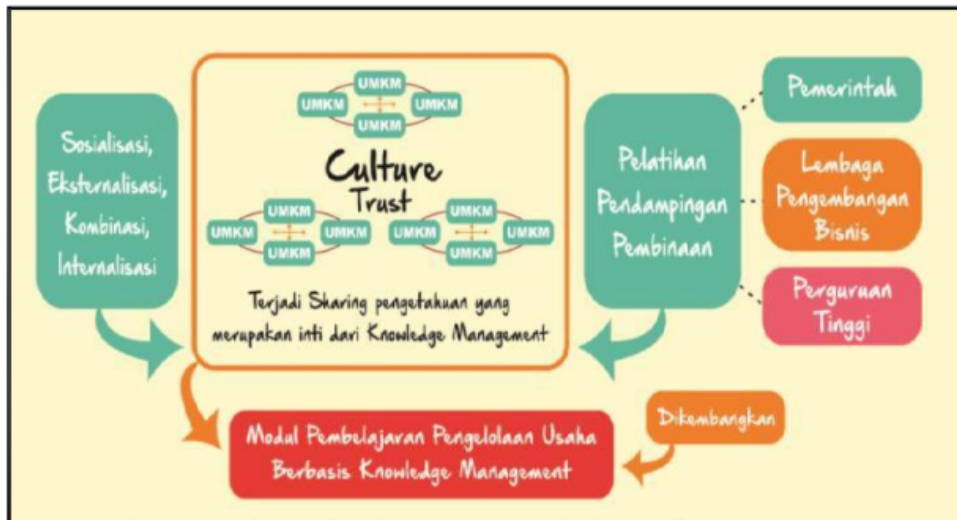 Sosialisasi,
Eksternalisasi,
Kombinasi,
Internalisasi
UMKM
UMKM
UMKM
UMKM
Culture
Trust
UMKM
UMKM
UMKM
UMKM
UMKM
UMKM
UMKM
UMKM
Terjadi Sharing pengetahuan yang
merupakan inti dari Knowledge Management
Pelatihan
Pendampingan
Pembinaan
Pemerintah
Lembaga
Pengembangan
Bisnis
Perguruan
Tinggi
Modul Pembelajaran Pengelolaan Usaha
Berbasis Knowledge Management
Dikembangkan